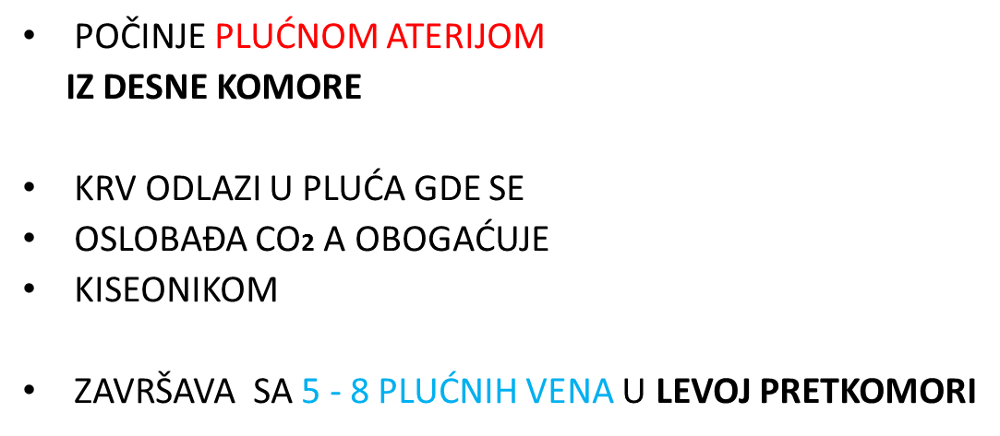 • POČINJE PLUĆNOM ATERIJOM
IZ DESNE KOMORE
• KRV ODLAZI U PLUĆA GDE SE
• OSLOBAĐA CO₂ A OBOGAĆUJE
• KISEONIKOM
• ZAVRŠAVA SA 5 - 8 PLUĆNIH VENA U LEVOJ PRETKOMORI